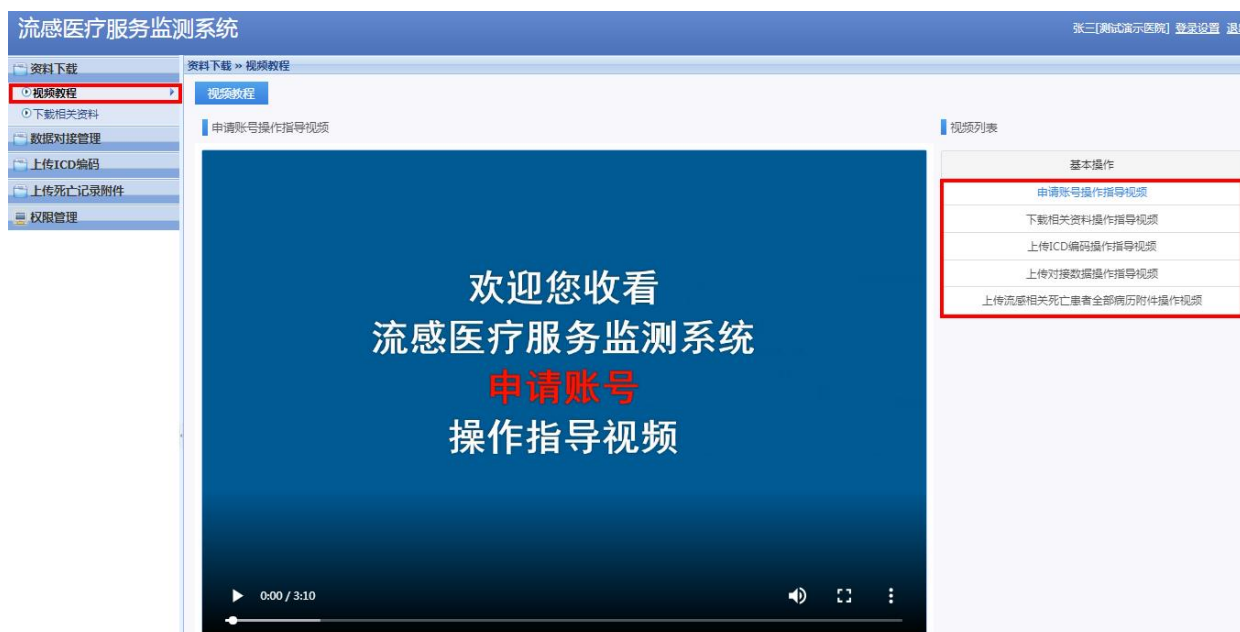 流感医疗服务监测系统
张三[测试演示医院] 登录设置
资料下载
视频教程
下载相关资料
数据对接管理
上传ICD编码
上传死亡记录附件
权限管理
资料下载 » 视频教程
视频教程
申请账号操作指导视频
欢迎您收看
流感医疗服务监测系统
申请账号
操作指导视频
0:00 / 3:10
视频列表
基本操作
申请账号操作指导视频
下载相关资料操作指导视频
上传ICD编码操作指导视频
上传对接数据操作指导视频
上传流感相关死亡患者全部病历附件操作视频